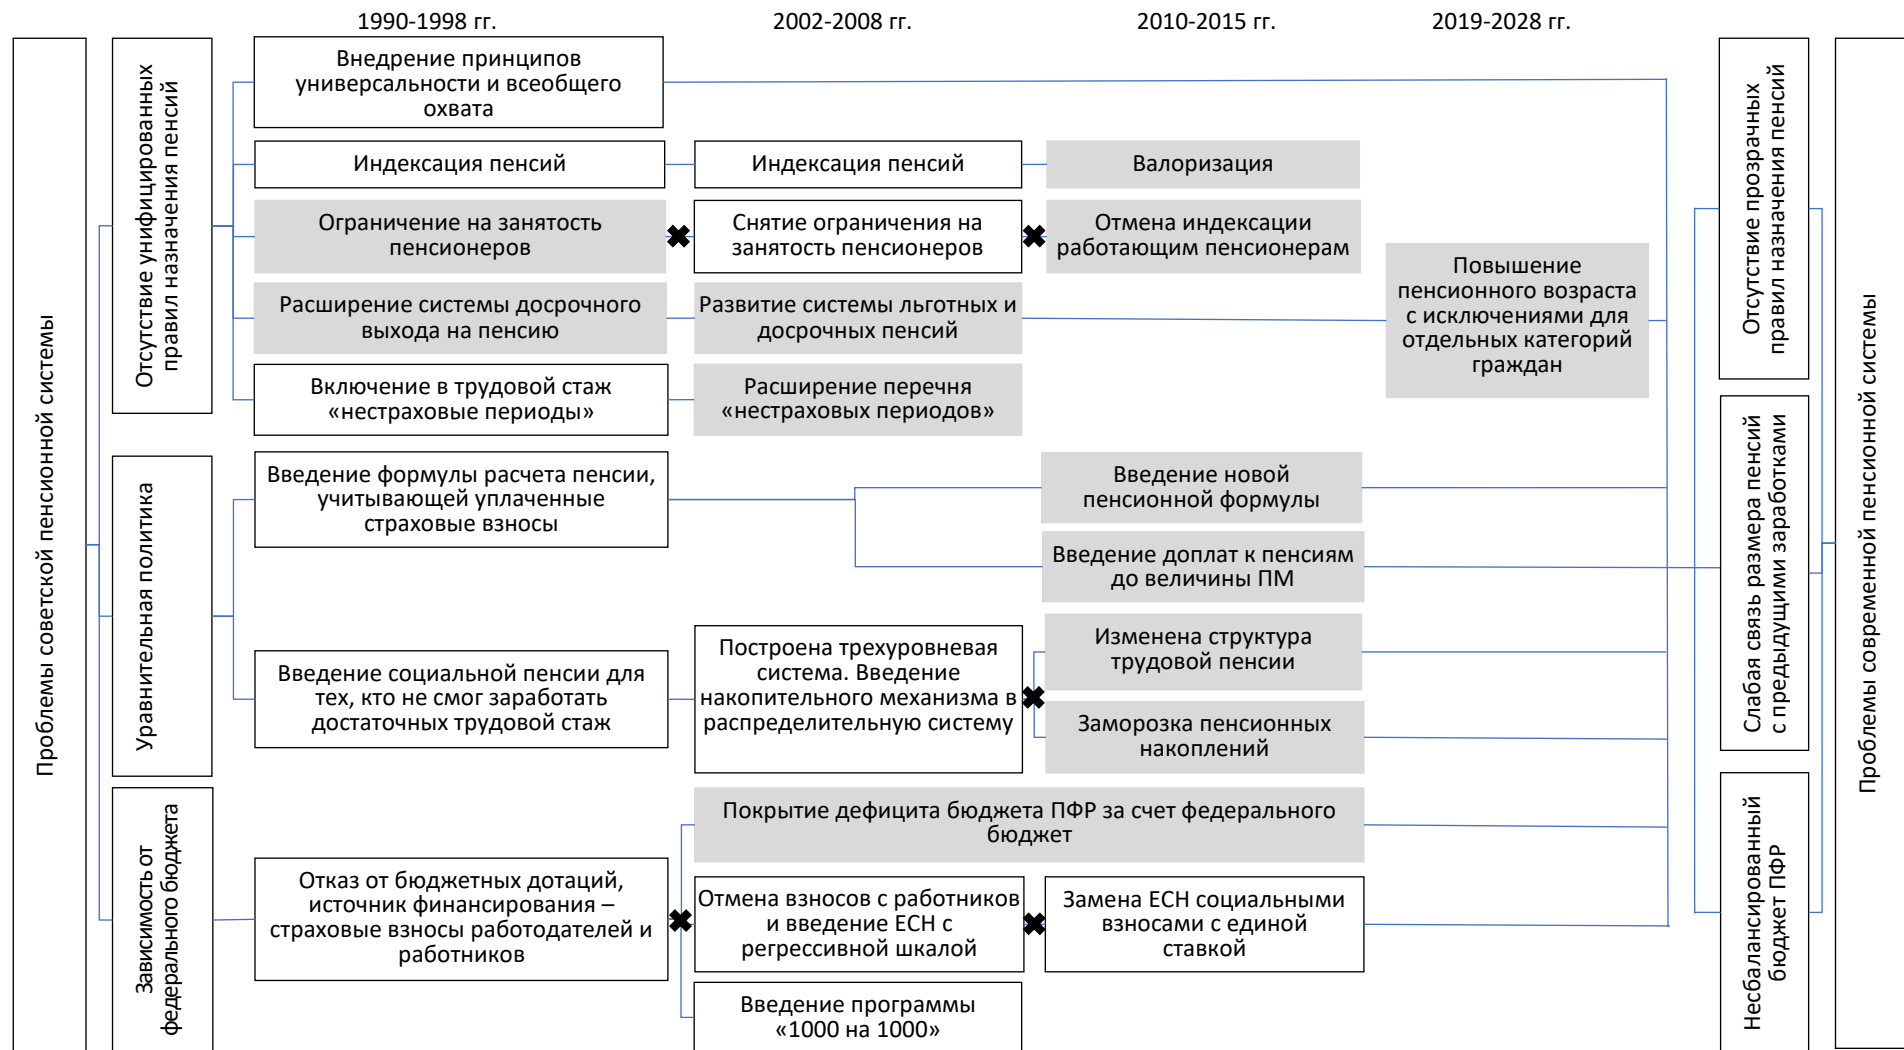 1990-1998 гг.
2002-2008 гг.
2010-2015 гг.
2019-2028 гг.
Проблемы советской пенсионной системы
Отсутствие унифицированных
правил назначения пенсий
Внедрение принципов
универсальности и всеобщего
охвата
Индексация пенсий
Индексация пенсий
Валоризация
Ограничение на занятость
пенсионеров
Снятие ограничения на
занятость пенсионеров
Отмена индексации
работающим пенсионерам
Расширение системы досрочного
выхода на пенсию
Развитие системы льготных и
досрочных пенсий
Повышение
пенсионного возраста
с исключениями для
отдельных категорий
граждан
Включение в трудовой стаж
«нестраховые периоды»
Расширение перечня
«нестраховых периодов»
Уравнительная политика
Введение формулы расчета пенсии,
учитывающей уплаченные
страховые взносы
Введение новой
пенсионной формулы
Введение доплат к пенсиям
до величины ПМ
Введение социальной пенсии для
тех, кто не смог заработать
достаточных трудовой стаж
Построена трехуровневая
система. Введение
накопительного механизма в
распределительную систему
Изменена структура
трудовой пенсии
Заморозка пенсионных
накоплений
Зависимость от
федерального бюджета
Покрытие дефицита бюджета ПФР за счет федерального
бюджет
Отказ от бюджетных дотаций,
источник финансирования –
страховые взносы работодателей и
работников
Отмена взносов с работников
и введение ЕСН с
регрессивной шкалой
Замена ЕСН социальными
взносами с единой
ставкой
Введение программы
«1000 на 1000»
Отсутствие прозрачных
правил назначения пенсий
Слабая связь размера пенсий
с предыдущими заработками
Несбалансированный
бюджет ПФР
Проблемы современной пенсионной системы